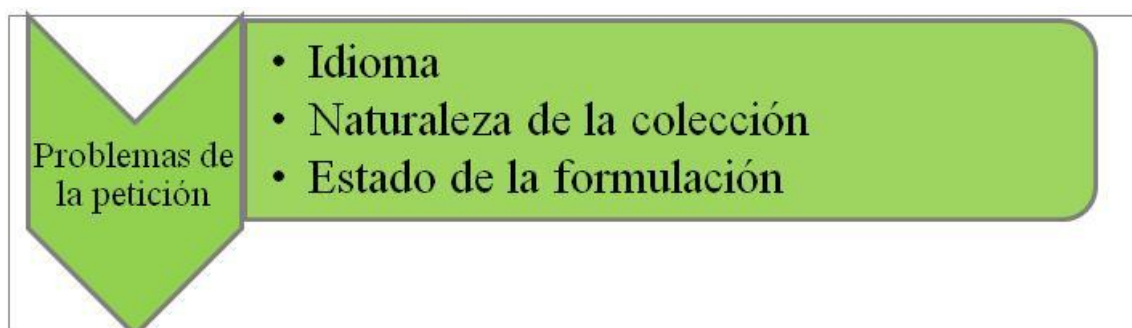 Problemas de
la petición
• Idioma
• Naturaleza de la colección
• Estado de la formulación